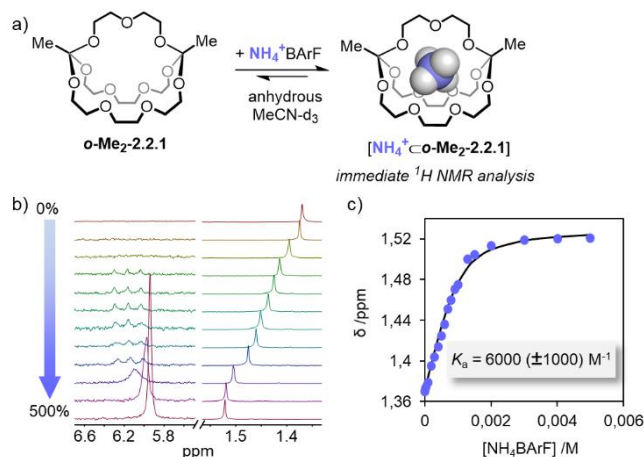 a)
O
O O
Me Me
O O O O
O O
O O
o-Me₂-2.2.1
+ NH₄⁺BArF
anhydrous
MeCN-d₃
O
O O
Me Me
O O O O
O O
O O
[NH₄⁺⊂o-Me₂-2.2.1]
immediate ¹H NMR analysis
b)
0%
500%
6.6 6.2 5.8 1.5 1.4
ppm
c)
δ /ppm
1,52
1,48
1,44
1,4
1,36
Kₐ = 6000 (±1000) M⁻¹
0 0,002 0,004 0,006
[NH₄BArF] /M